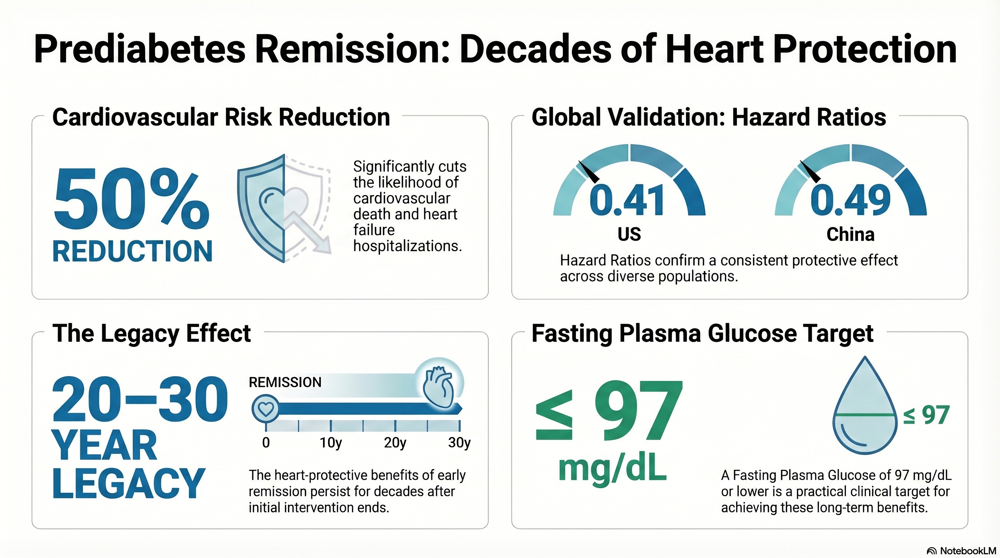 Prediabetes Remission: Decades of Heart Protection
Cardiovascular Risk Reduction
50%
REDUCTION
Significantly cuts
the likelihood of
cardiovascular
death and heart
failure
hospitalizations.
Global Validation: Hazard Ratios
0.41
US
0.49
China
Hazard Ratios confirm a consistent protective effect
across diverse populations.
The Legacy Effect
20–30
YEAR
LEGACY
REMISSION
0 10y 20y 30y
The heart-protective benefits of early
remission persist for decades after
initial intervention ends.
Fasting Plasma Glucose Target
≤ 97
mg/dL
≤ 97
A Fasting Plasma Glucose of 97 mg/dL
or lower is a practical clinical target for
achieving these long-term benefits.
NotebookLM